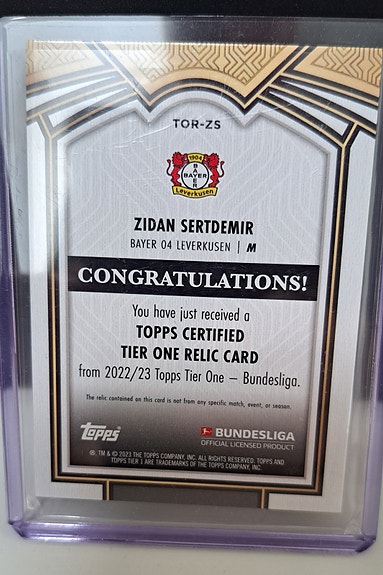 TOR-ZS
1904
BAYER
BAYER
Leverkusen
ZIDAN SERTDEMIR
BAYER 04 LEVERKUSEN | M
CONGRATULATIONS!
You have just received a
TOPPS CERTIFIED
TIER ONE RELIC CARD
from 2022/23 Topps Tier One – Bundesliga.
The relic contained on this card is not from any specific match, event, or season.
Topps
BUNDESLIGA
OFFICIAL LICENSED PRODUCT
®, TM & © 2023 THE TOPPS COMPANY, INC. ALL RIGHTS RESERVED. TOPPS AND
TOPPS TIER 1 ARE TRADEMARKS OF THE TOPPS COMPANY, INC.